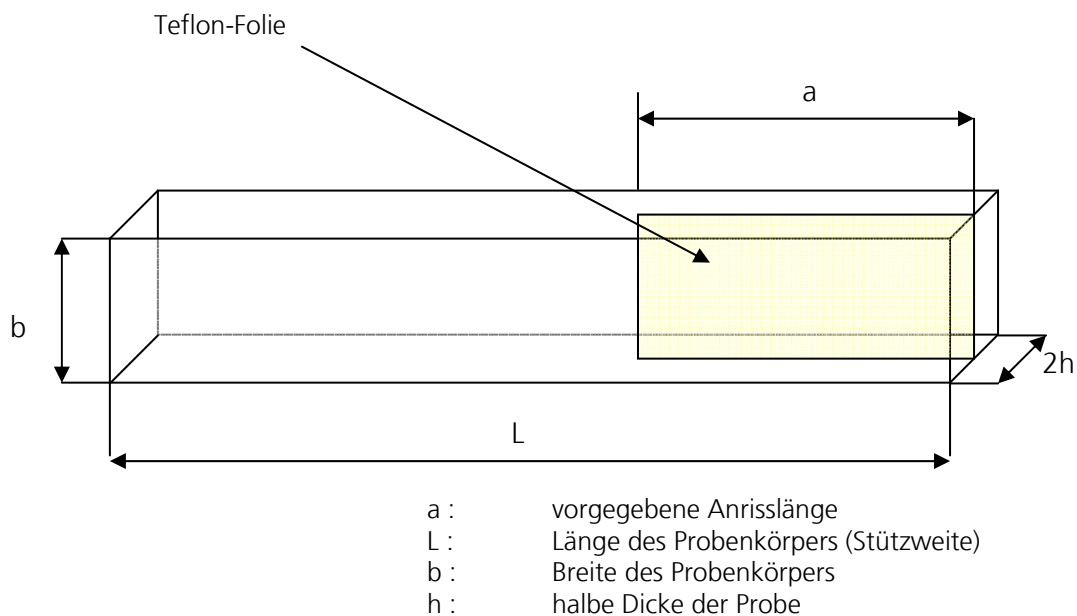 Teflon-Folie
a
b
2h
L
a : vorgegebene Anrisslänge
L : Länge des Probenkörpers (Stützweite)
b : Breite des Probenkörpers
h : halbe Dicke der Probe